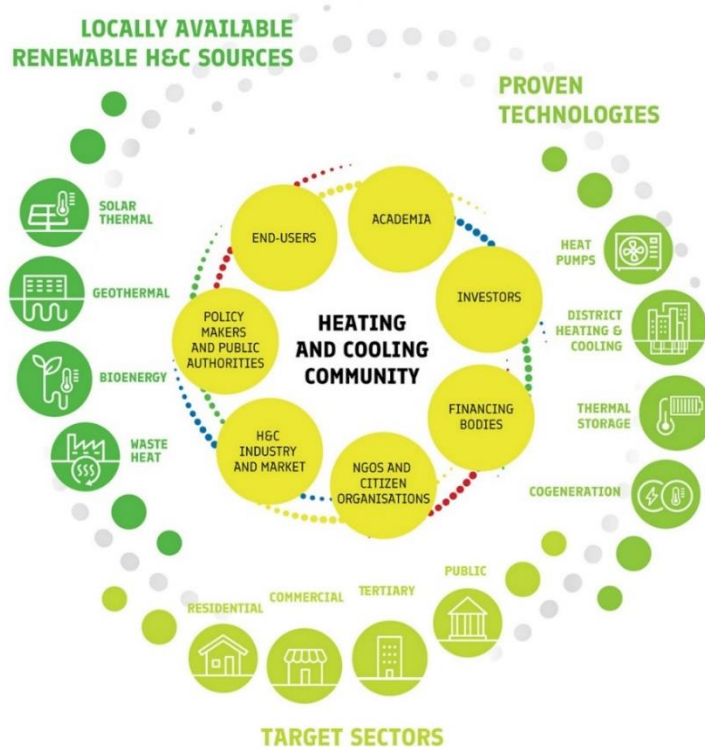 LOCALLY AVAILABLE
RENEWABLE H&C SOURCES
SOLAR
THERMAL
GEOTHERMAL
BIOENERGY
WASTE
HEAT
PROVEN
TECHNOLOGIES
HEAT
PUMPS
DISTRICT
HEATING &
COOLING
THERMAL
STORAGE
COGENERATION
END-USERS
ACADEMIA
INVESTORS
FINANCING
BODIES
NGOS AND
CITIZEN
ORGANISATIONS
H&C
INDUSTRY
AND MARKET
POLICY
MAKERS
AND PUBLIC
AUTHORITIES
HEATING
AND COOLING
COMMUNITY
RESIDENTIAL
COMMERCIAL
TERTIARY
PUBLIC
TARGET SECTORS